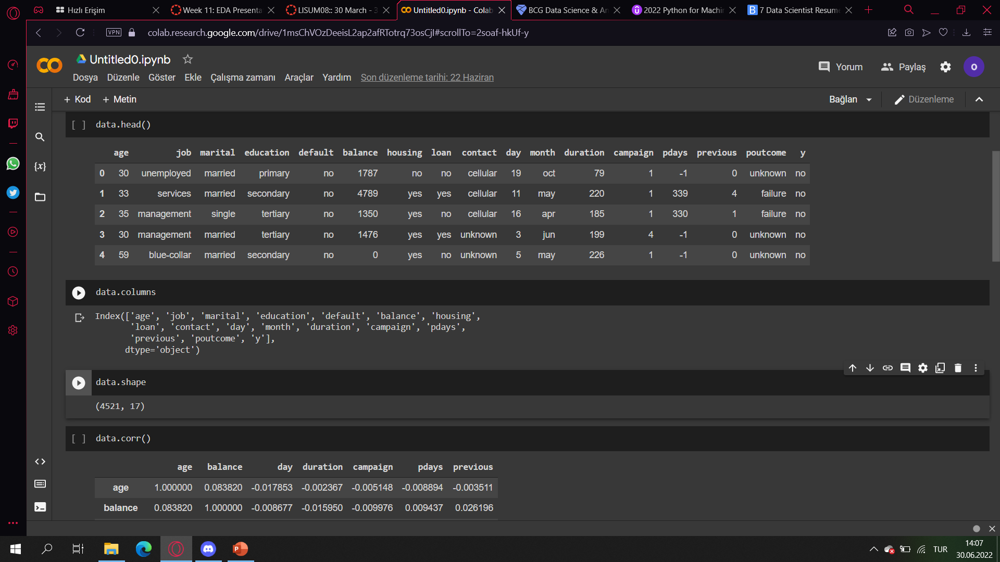 Hızlı Erişim
Week 11: EDA Presenta
LISUM08:: 30 March - 3
Untitled0.ipynb - Colab
BCG Data Science & An
2022 Python for Machin
7 Data Scientist Resume
VPN
colab.research.google.com/drive/1msChVOzDeeisL2ap2afRTotrq73osCjI#scrollTo=2soaf-hkUf-y
Untitled0.ipynb
Yorum
Paylaş
O
Dosya Düzenle Göster Ekle Çalışma zamanı Araçlar Yardım Son düzenleme tarihi: 22 Haziran
+ Kod + Metin
Bağlan
Düzenleme
[ ] data.head()
age job marital education default balance housing loan contact day month duration campaign pdays previous poutcome y
0 30 unemployed married primary no 1787 no no cellular 19 oct 79 1 -1 0 unknown no
1 33 services married secondary no 4789 yes yes cellular 11 may 220 1 339 4 failure no
2 35 management single tertiary no 1350 yes no cellular 16 apr 185 1 330 1 failure no
3 30 management married tertiary no 1476 yes yes unknown 3 jun 199 4 -1 0 unknown no
4 59 blue-collar married secondary no 0 yes no unknown 5 may 226 1 -1 0 unknown no
data.columns
Index(['age', 'job', 'marital', 'education', 'default', 'balance', 'housing',
'loan', 'contact', 'day', 'month', 'duration', 'campaign', 'pdays',
'previous', 'poutcome', 'y'],
dtype='object')
data.shape
(4521, 17)
[ ] data.corr()
age balance day duration campaign pdays previous
age 1.000000 0.083820 -0.017853 -0.002367 -0.005148 -0.008894 -0.003511
balance 0.083820 1.000000 -0.008677 -0.015950 -0.009976 0.009437 0.026196
TUR
14:07
30.06.2022